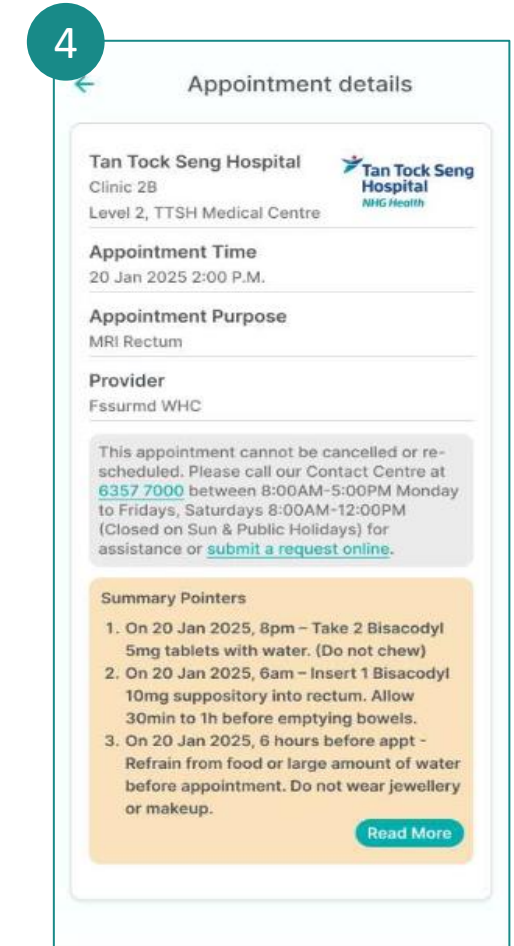 4
Appointment details
Tan Tock Seng Hospital
Clinic 2B
Level 2, TTSH Medical Centre
Tan Tock Seng
Hospital
NHG Health
Appointment Time
20 Jan 2025 2:00 P.M.
Appointment Purpose
MRI Rectum
Provider
Fssurmd WHC
This appointment cannot be cancelled or re-
scheduled. Please call our Contact Centre at
6357 7000 between 8:00AM-5:00PM Monday
to Fridays, Saturdays 8:00AM-12:00PM
(Closed on Sun & Public Holidays) for
assistance or submit a request online.
Summary Pointers
1. On 20 Jan 2025, 8pm – Take 2 Bisacodyl
5mg tablets with water. (Do not chew)
2. On 20 Jan 2025, 6am – Insert 1 Bisacodyl
10mg suppository into rectum. Allow
30min to 1h before emptying bowels.
3. On 20 Jan 2025, 6 hours before appt -
Refrain from food or large amount of water
before appointment. Do not wear jewellery
or makeup.
Read More